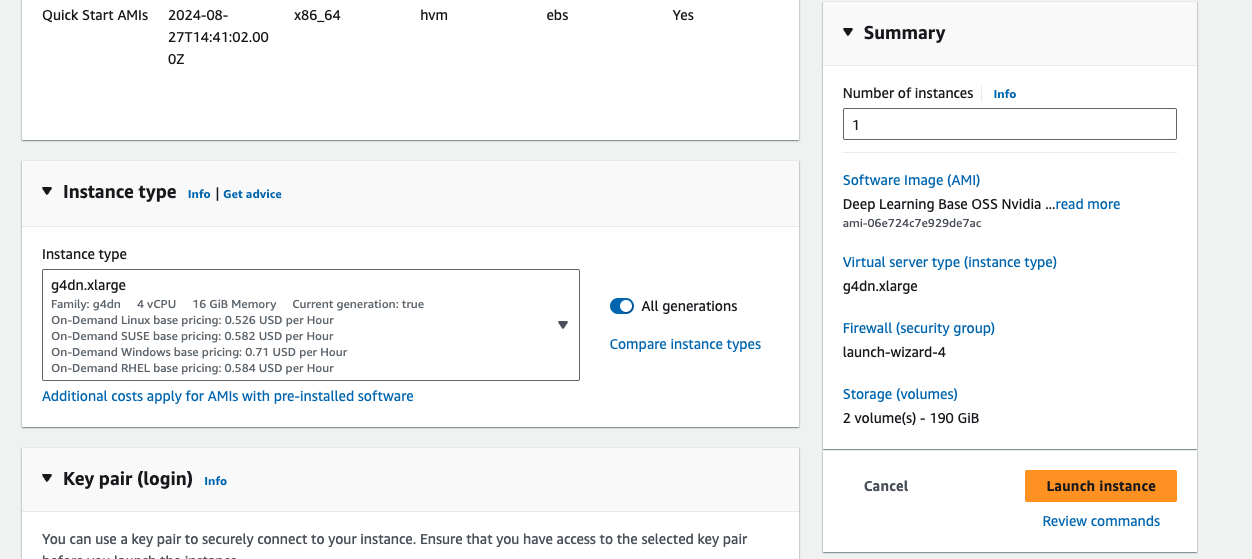 Quick Start AMIs 2024-08-27T14:41:02.000Z x86_64 hvm ebs Yes
Instance type Info | Get advice
Instance type
g4dn.xlarge
Family: g4dn 4 vCPU 16 GiB Memory Current generation: true
On-Demand Linux base pricing: 0.526 USD per Hour
On-Demand SUSE base pricing: 0.582 USD per Hour
On-Demand Windows base pricing: 0.71 USD per Hour
On-Demand RHEL base pricing: 0.584 USD per Hour
All generations
Compare instance types
Additional costs apply for AMIs with pre-installed software
Key pair (login) Info
You can use a key pair to securely connect to your instance. Ensure that you have access to the selected key pair
before you launch the instance.
Summary
Number of instances Info
1
Software Image (AMI)
Deep Learning Base OSS Nvidia ...read more
ami-06e724c7e929de7ac
Virtual server type (instance type)
g4dn.xlarge
Firewall (security group)
launch-wizard-4
Storage (volumes)
2 volume(s) - 190 GiB
Cancel
Launch instance
Review commands